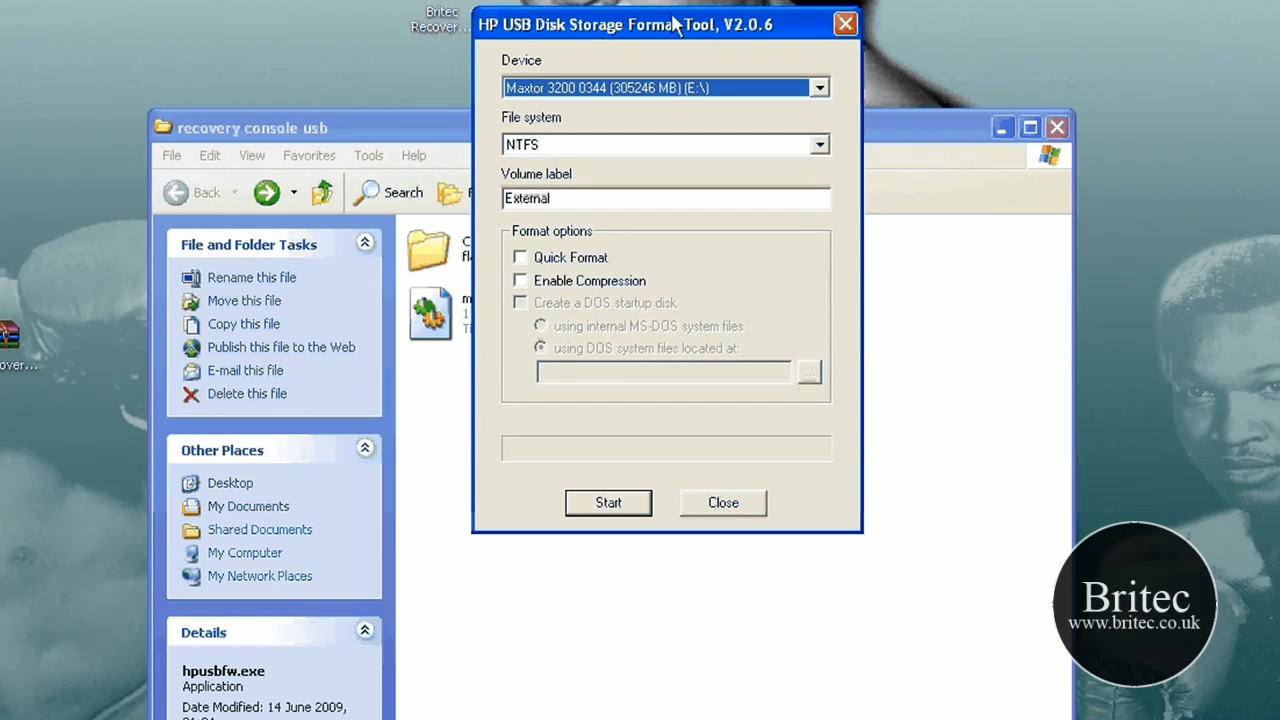 Britec
Recover...
HP USB Disk Storage Format Tool, V2.0.6
Device
Maxtor 3200 0344 (305246 MB) (E:\)
File system
NTFS
Volume label
External
Format options
Quick Format
Enable Compression
Create a DOS startup disk
using internal MS-DOS system files
using DOS system files located at:
...
Start
Close
recovery console usb
File Edit View Favorites Tools Help
Back
Search
File and Folder Tasks
Rename this file
Move this file
Copy this file
Publish this file to the Web
E-mail this file
Delete this file
Other Places
Desktop
My Documents
Shared Documents
My Computer
My Network Places
Details
hpusbfw.exe
Application
Date Modified: 14 June 2009,
over...
Britec
www.britec.co.uk